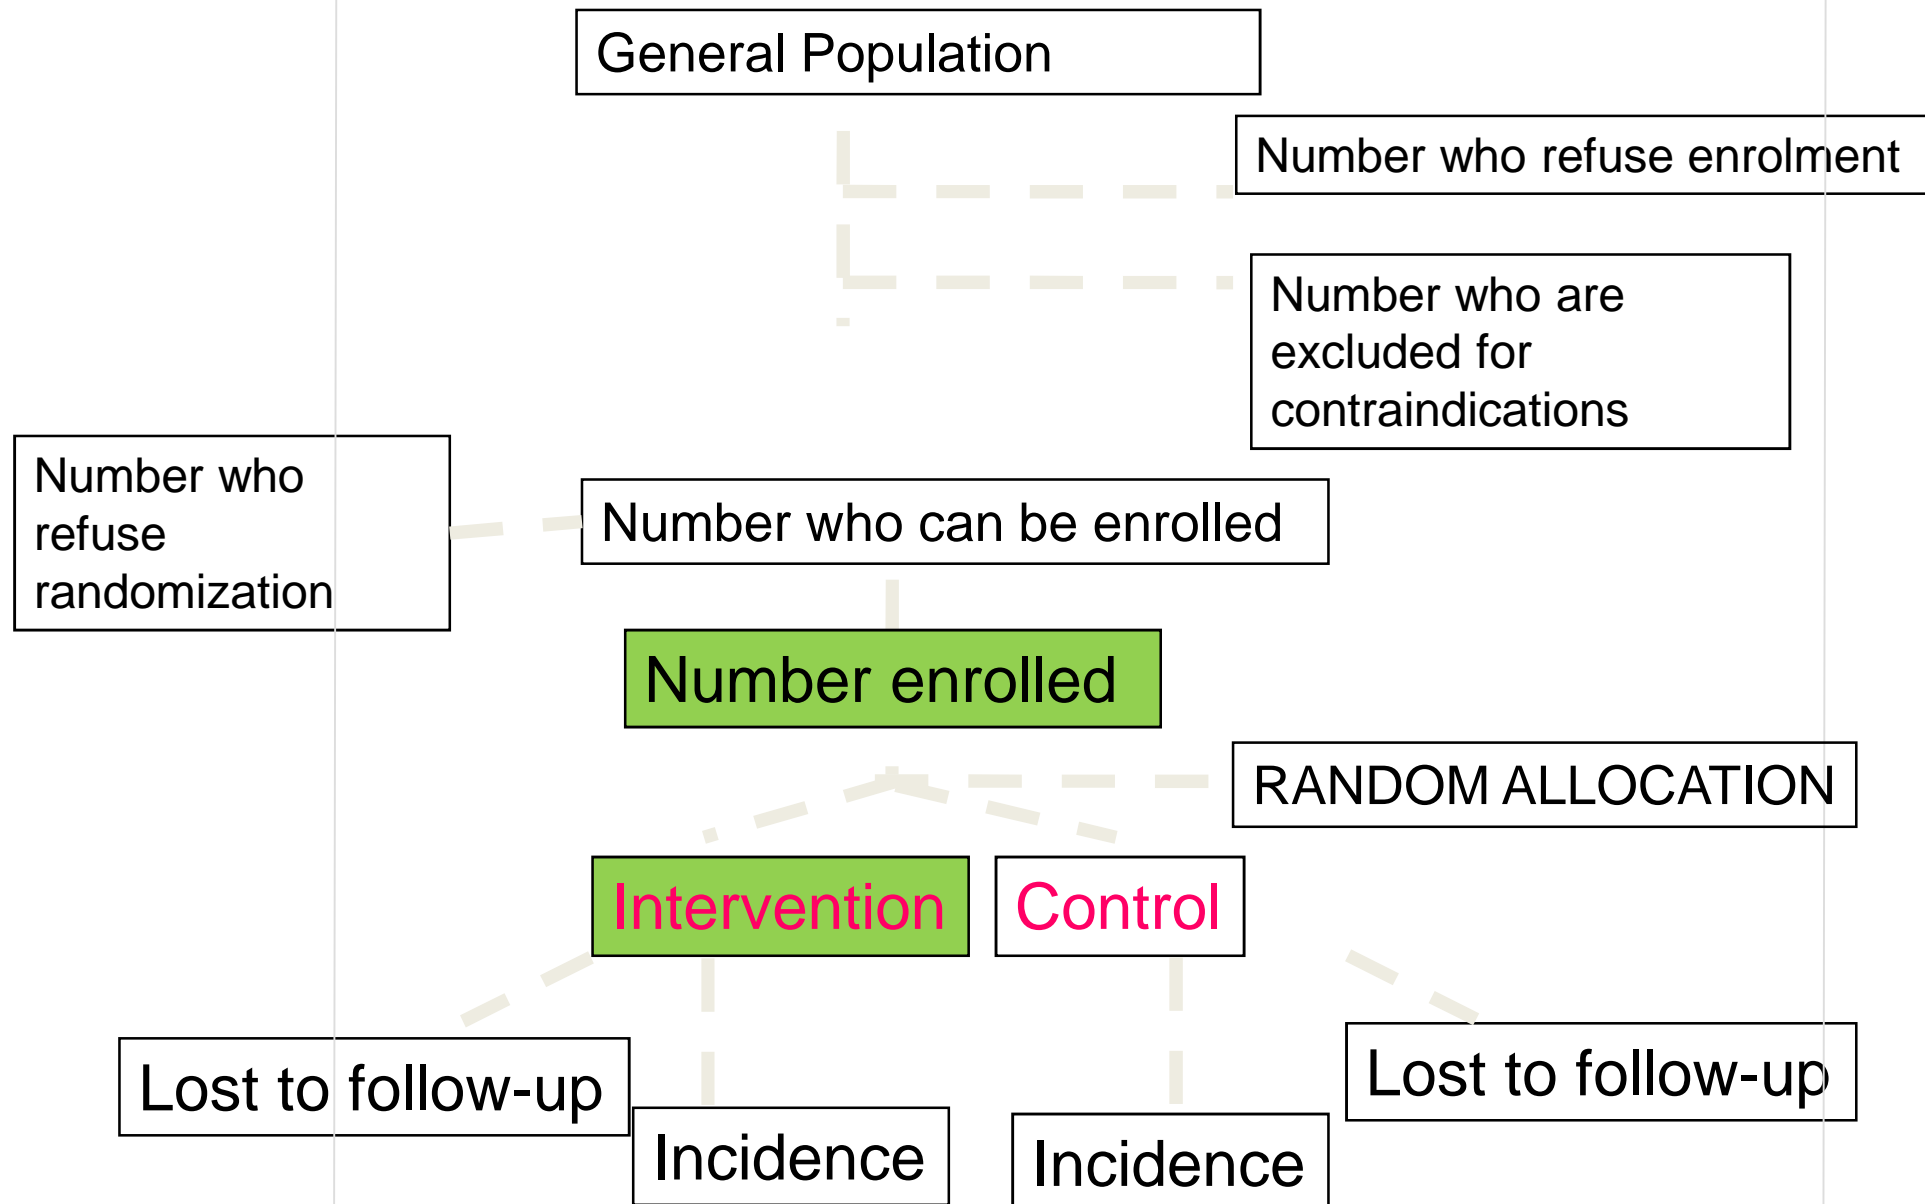 General Population
Number who refuse enrolment
Number who are
excluded for
contraindications
Number who
refuse
randomization
Number who can be enrolled
Number enrolled
RANDOM ALLOCATION
Intervention
Control
Lost to follow-up
Lost to follow-up
Incidence
Incidence